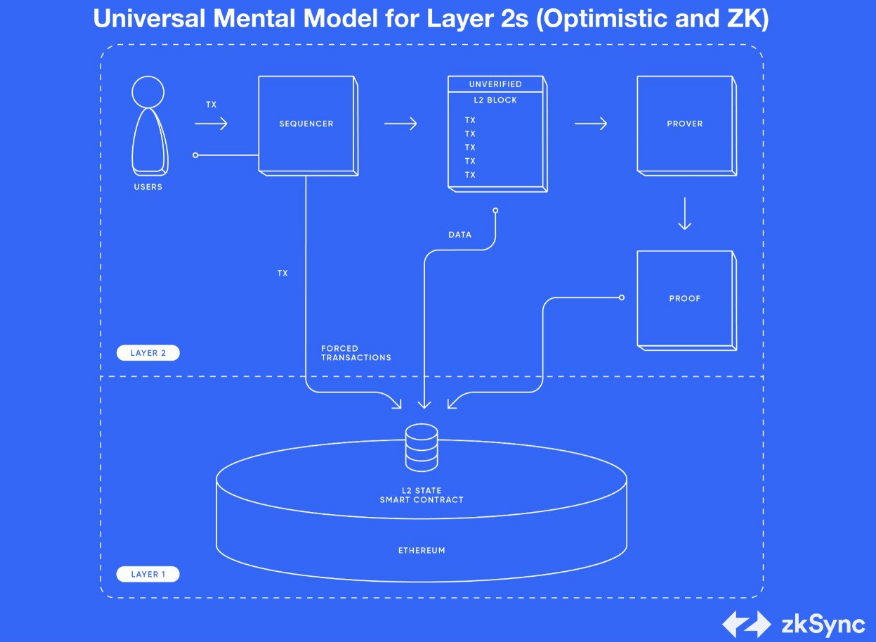 Universal Mental Model for Layer 2s (Optimistic and ZK)
TX
USERS
SEQUENCER
UNVERIFIED
L2 BLOCK
TX
TX
TX
TX
TX
PROVER
DATA
TX
PROOF
FORCED
TRANSACTIONS
LAYER 2
L2 STATE
SMART CONTRACT
ETHEREUM
LAYER 1
zkSync